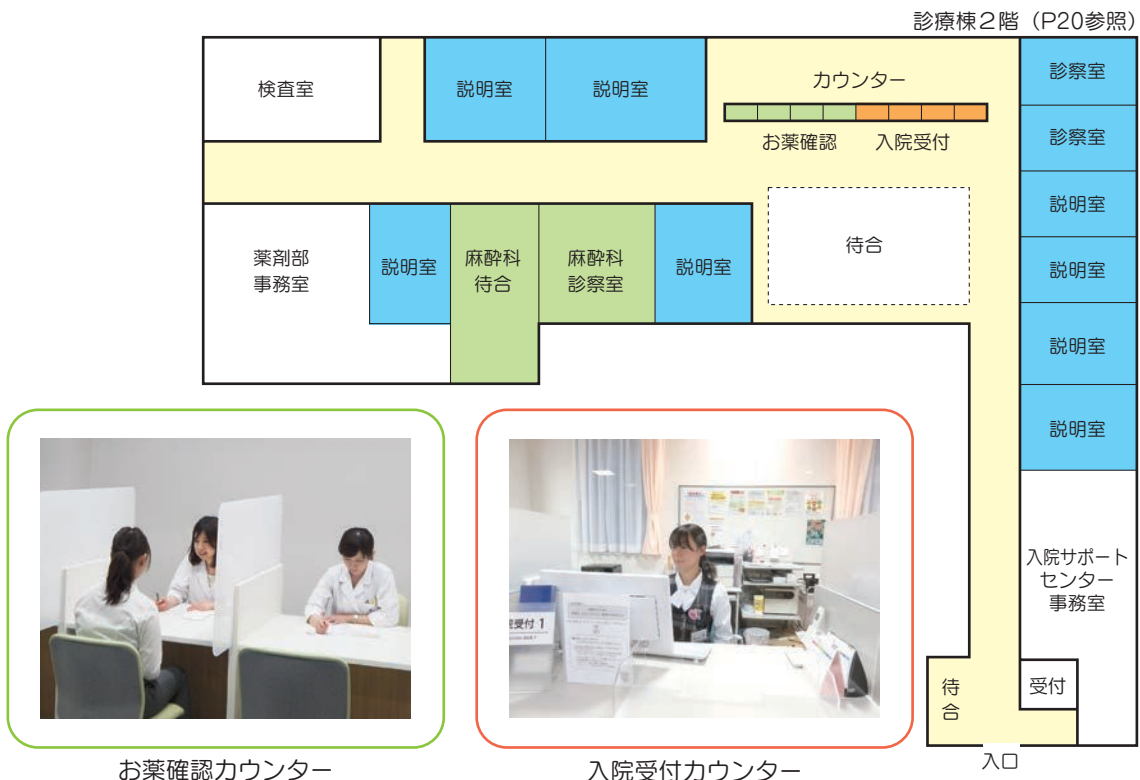 診療棟２階（P20参照）
検査室
説明室
説明室
カウンター
お薬確認
入院受付
診察室
診察室
説明室
説明室
説明室
説明室
薬剤部
事務室
説明室
麻酔科
待合
麻酔科
診察室
説明室
待合
入院サポート
センター
事務室
待
合
受付
入口
院受付 1
お薬確認カウンター
入院受付カウンター